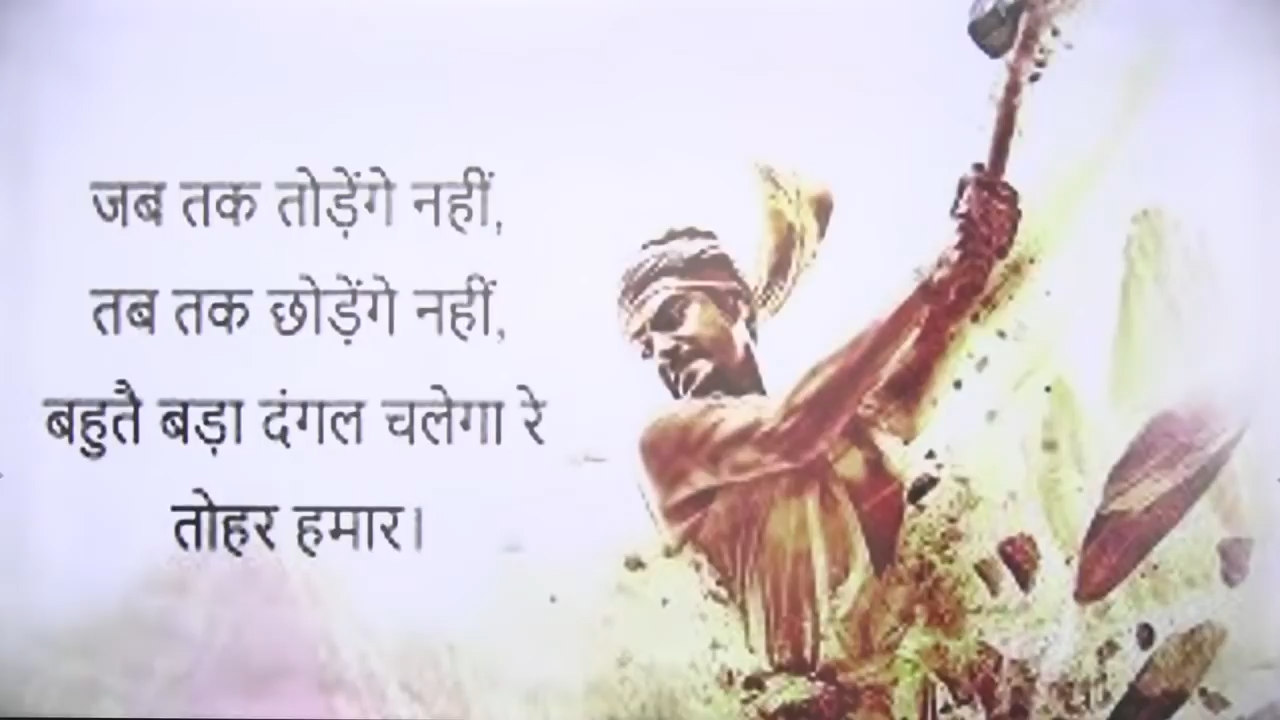 जब तक तोड़ेंगे नहीं,
तब तक छोड़ेंगे नहीं,
बहुतै बड़ा दंगल चलेगा रे
तोहर हमार।